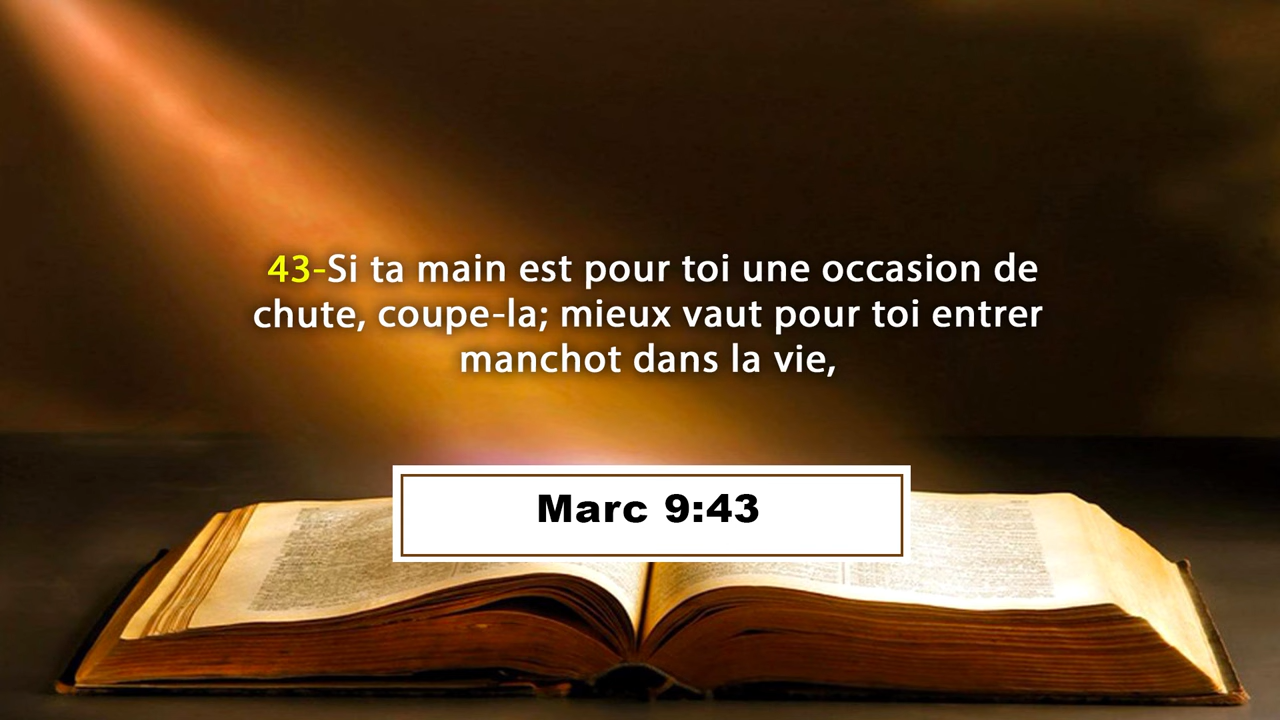 43-Si ta main est pour toi une occasion de
chute, coupe-la; mieux vaut pour toi entrer
manchot dans la vie,
Marc 9:43